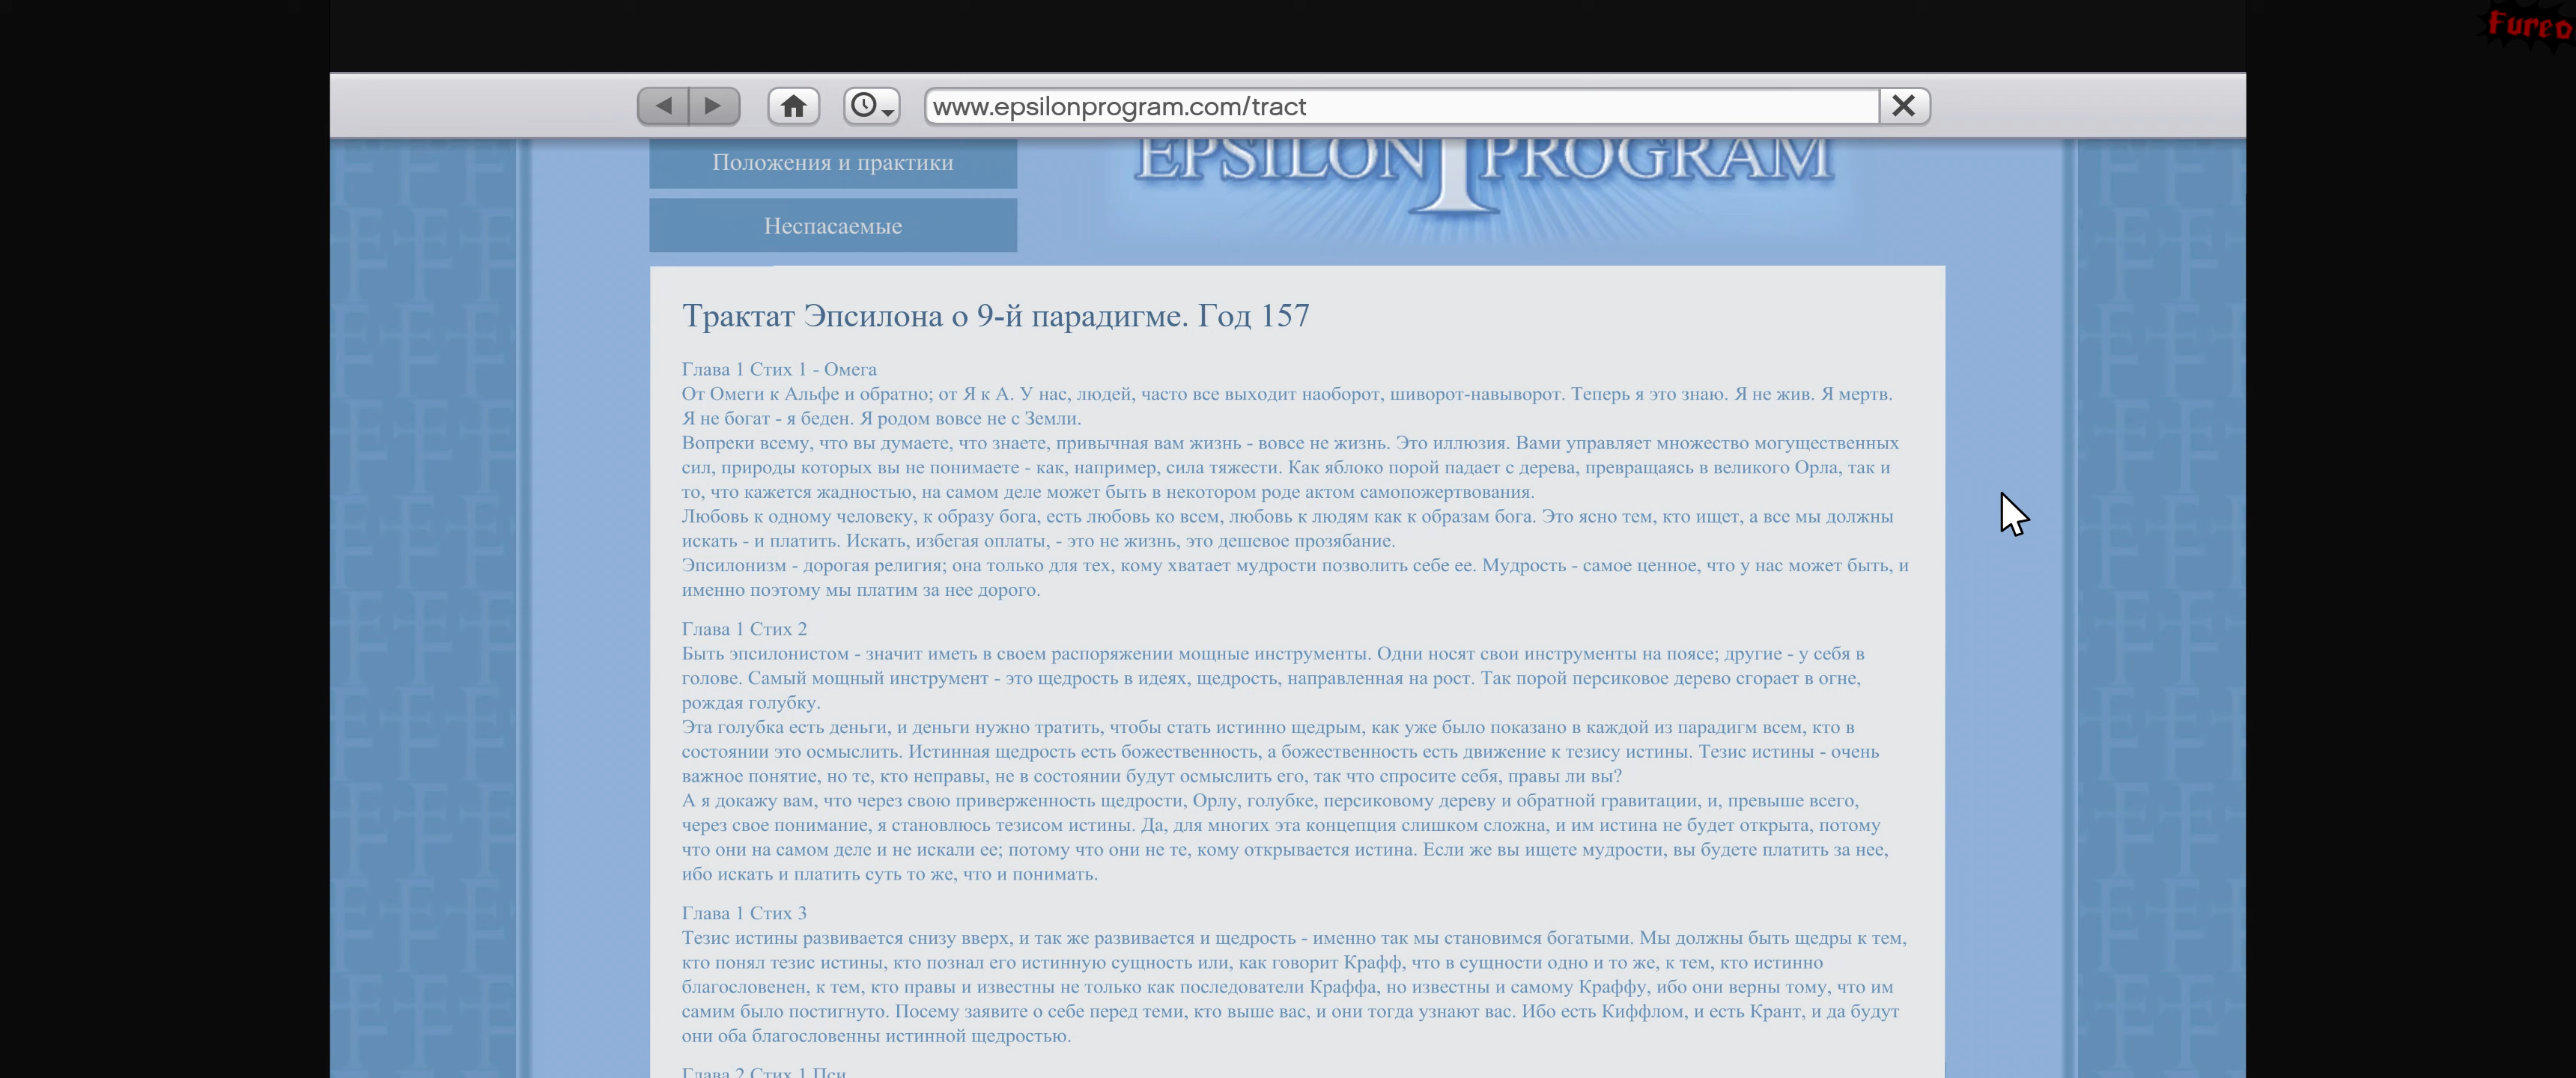 Fured
www.epsilonprogram.com/tract
Положения и практики
EPSILON PROGRAM
Неспасаемые
Трактат Эпсилона о 9-й парадигме. Год 157
Глава 1 Стих 1 - Омега
От Омеги к Альфе и обратно; от Я к А. У нас, людей, часто все выходит наоборот, шиворот-навыворот. Теперь я это знаю. Я не жив. Я мертв.
Я не богат - я беден. Я родом вовсе не с Земли.
Вопреки всему, что вы думаете, что знаете, привычная вам жизнь - вовсе не жизнь. Это иллюзия. Вами управляет множество могущественных
сил, природы которых вы не понимаете - как, например, сила тяжести. Как яблоко порой падает с дерева, превращаясь в великого Орла, так и
то, что кажется жадностью, на самом деле может быть в некотором роде актом самопожертвования.
Любовь к одному человеку, к образу бога, есть любовь ко всем, любовь к людям как к образам бога. Это ясно тем, кто ищет, а все мы должны
искать - и платить. Искать, избегая оплаты, - это не жизнь, это дешевое прозябание.
Эпсилонизм - дорогая религия; она только для тех, кому хватает мудрости позволить себе ее. Мудрость - самое ценное, что у нас может быть, и
именно поэтому мы платим за нее дорого.
Глава 1 Стих 2
Быть эпсилонистом - значит иметь в своем распоряжении мощные инструменты. Одни носят свои инструменты на поясе; другие - у себя в
голове. Самый мощный инструмент - это щедрость в идеях, щедрость, направленная на рост. Так порой персиковое дерево сгорает в огне,
рождая голубку.
Эта голубка есть деньги, и деньги нужно тратить, чтобы стать истинно щедрым, как уже было показано в каждой из парадигм всем, кто в
состоянии это осмыслить. Истинная щедрость есть божественность, а божественность есть движение к тезису истины. Тезис истины - очень
важное понятие, но те, кто неправы, не в состоянии будут осмыслить его, так что спросите себя, правы ли вы?
А я докажу вам, что через свою приверженность щедрости, Орлу, голубке, персиковому дереву и обратной гравитации, и, превыше всего,
через свое понимание, я становлюсь тезисом истины. Да, для многих эта концепция слишком сложна, и им истина не будет открыта, потому
что они на самом деле и не искали ее; потому что они не те, кому открывается истина. Если же вы ищете мудрости, вы будете платить за нее,
ибо искать и платить суть то же, что и понимать.
Глава 1 Стих 3
Тезис истины развивается снизу вверх, и так же развивается и щедрость - именно так мы становимся богатыми. Мы должны быть щедры к тем,
кто понял тезис истины, кто познал его истинную сущность или, как говорит Крафф, что в сущности одно и то же, к тем, кто истинно
благословенен, к тем, кто правы и известны не только как последователи Краффа, но известны и самому Краффу, ибо они верны тому, что им
самим было постигнуто. Посему заявите о себе перед теми, кто выше вас, и они тогда узнают вас. Ибо есть Киффлом, и есть Крант, и да будут
они оба благословенны истинной щедростью.
Глава 2 Стих 1 Пси